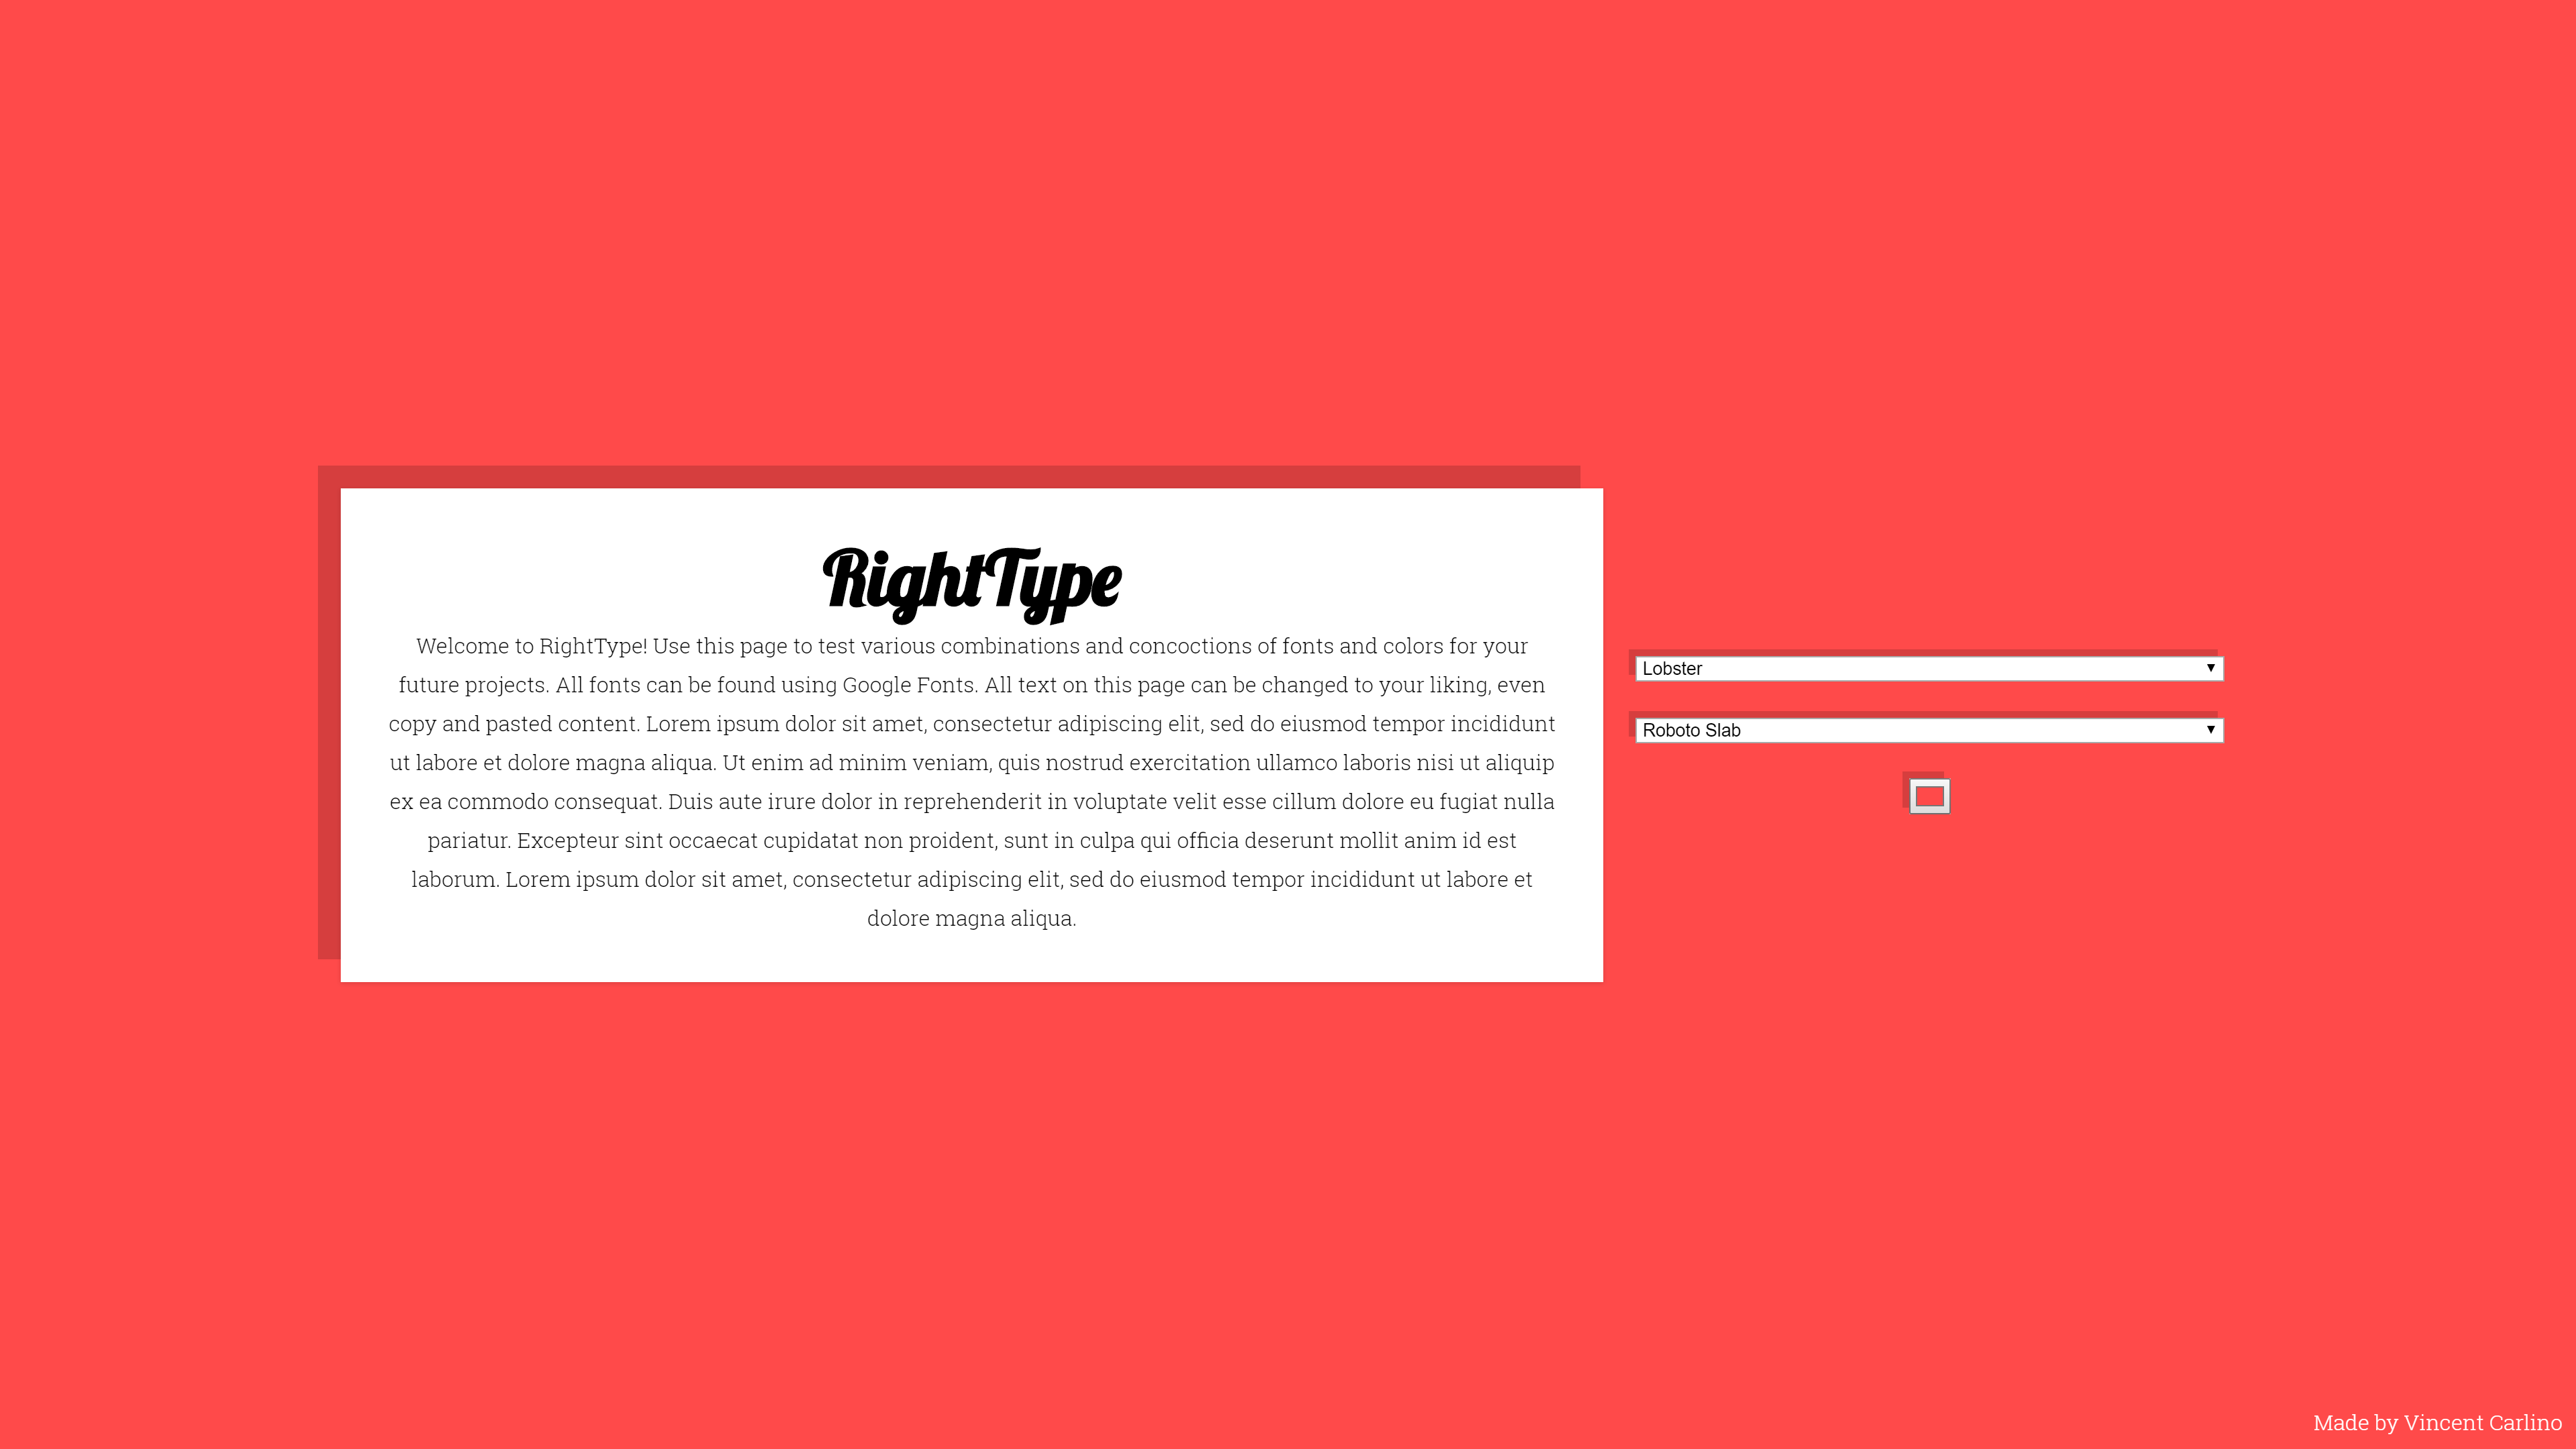 RightType
Welcome to RightType! Use this page to test various combinations and concoctions of fonts and colors for your
future projects. All fonts can be found using Google Fonts. All text on this page can be changed to your liking, even
copy and pasted content. Lorem ipsum dolor sit amet, consectetur adipiscing elit, sed do eiusmod tempor incididunt
ut labore et dolore magna aliqua. Ut enim ad minim veniam, quis nostrud exercitation ullamco laboris nisi ut aliquip
ex ea commodo consequat. Duis aute irure dolor in reprehenderit in voluptate velit esse cillum dolore eu fugiat nulla
pariatur. Excepteur sint occaecat cupidatat non proident, sunt in culpa qui officia deserunt mollit anim id est
laborum. Lorem ipsum dolor sit amet, consectetur adipiscing elit, sed do eiusmod tempor incididunt ut labore et
dolore magna aliqua.
Lobster
Roboto Slab
Made by Vincent Carlino